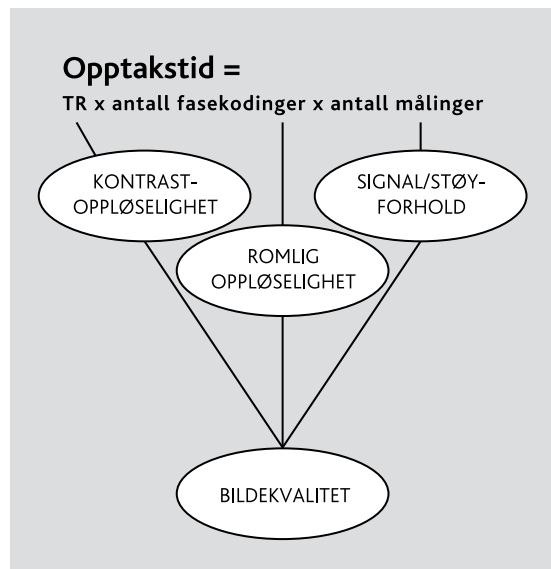 Opptakstid =
TR x antall fasekodinger x antall målinger
KONTRAST-
OPPLØSELIGHET
SIGNAL/STØY-
FORHOLD
ROMLIG
OPPLØSELIGHET
BILDEKVALITET